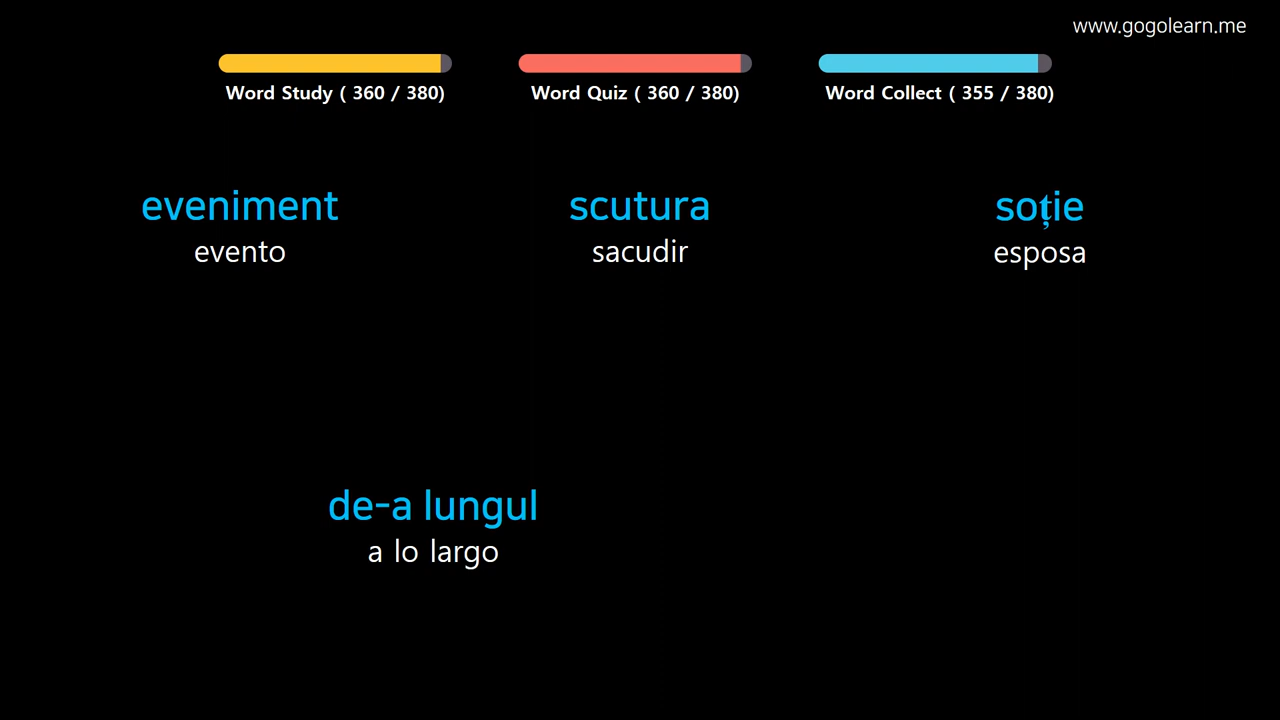 www.gogolearn.me
Word Study ( 360 / 380)
Word Quiz ( 360 / 380)
Word Collect ( 355 / 380)
eveniment
evento
scutura
sacudir
soție
esposa
de-a lungul
a lo largo